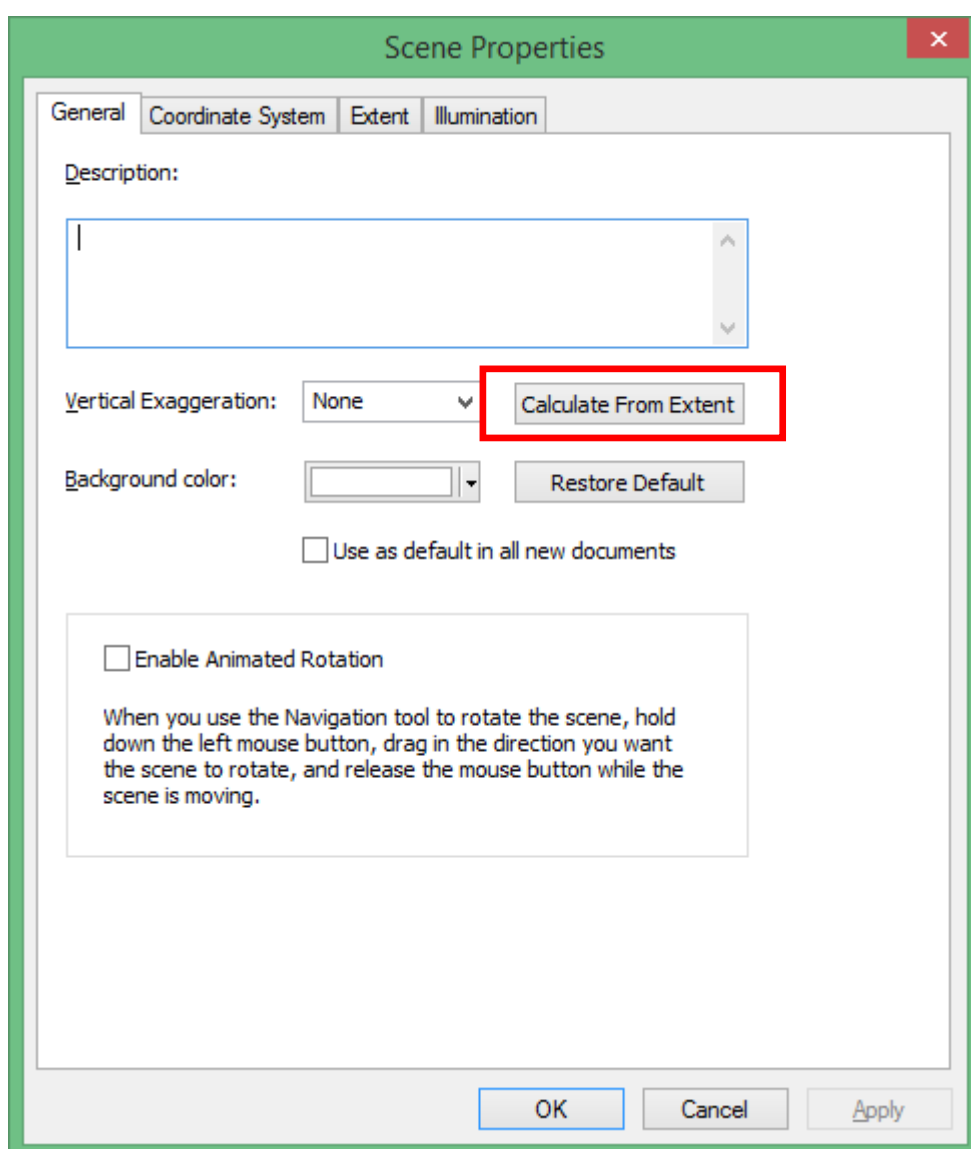 Scene Properties
General Coordinate System Extent Illumination
Description:
Vertical Exaggeration: None Calculate From Extent
Background color: Restore Default
Use as default in all new documents
Enable Animated Rotation
When you use the Navigation tool to rotate the scene, hold
down the left mouse button, drag in the direction you want
the scene to rotate, and release the mouse button while the
scene is moving.
OK Cancel Apply